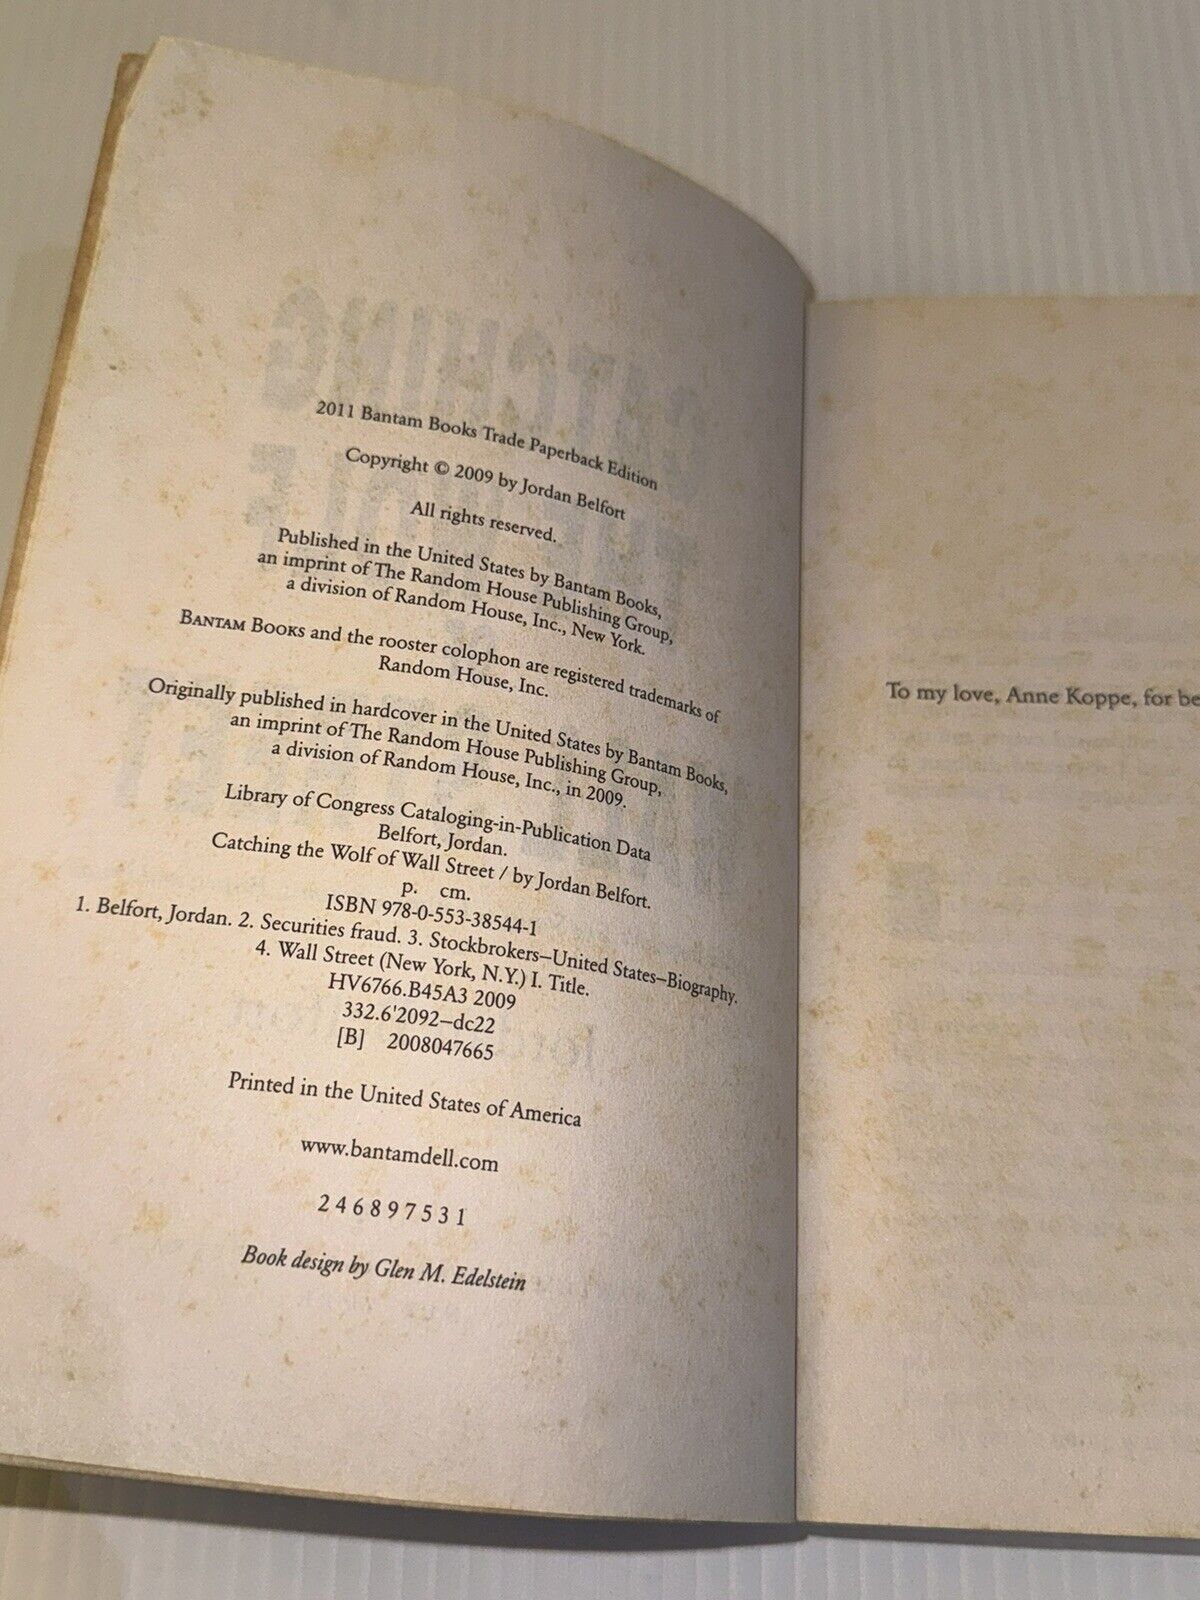 2011 Bantam Books Trade Paperback Edition
Copyright © 2009 by Jordan Belfort
All rights reserved.
Published in the United States by Bantam Books,
an imprint of The Random House Publishing Group,
a division of Random House, Inc., New York.
BANTAM BOOKS and the rooster colophon are registered trademarks of
Random House, Inc.
Originally published in hardcover in the United States by Bantam Books,
an imprint of The Random House Publishing Group,
a division of Random House, Inc., in 2009.
Library of Congress Cataloging-in-Publication Data
Belfort, Jordan.
Catching the Wolf of Wall Street / by Jordan Belfort.
p. cm.
ISBN 978-0-553-38544-1
1. Belfort, Jordan. 2. Securities fraud. 3. Stockbrokers—United States—Biography.
4. Wall Street (New York, N.Y.) I. Title.
HV6766.B45A3 2009
332.6'2092—dc22
[B] 2008047665
Printed in the United States of America
www.bantamdell.com
2 4 6 8 9 7 5 3 1
Book design by Glen M. Edelstein
To my love, Anne Koppe, for be